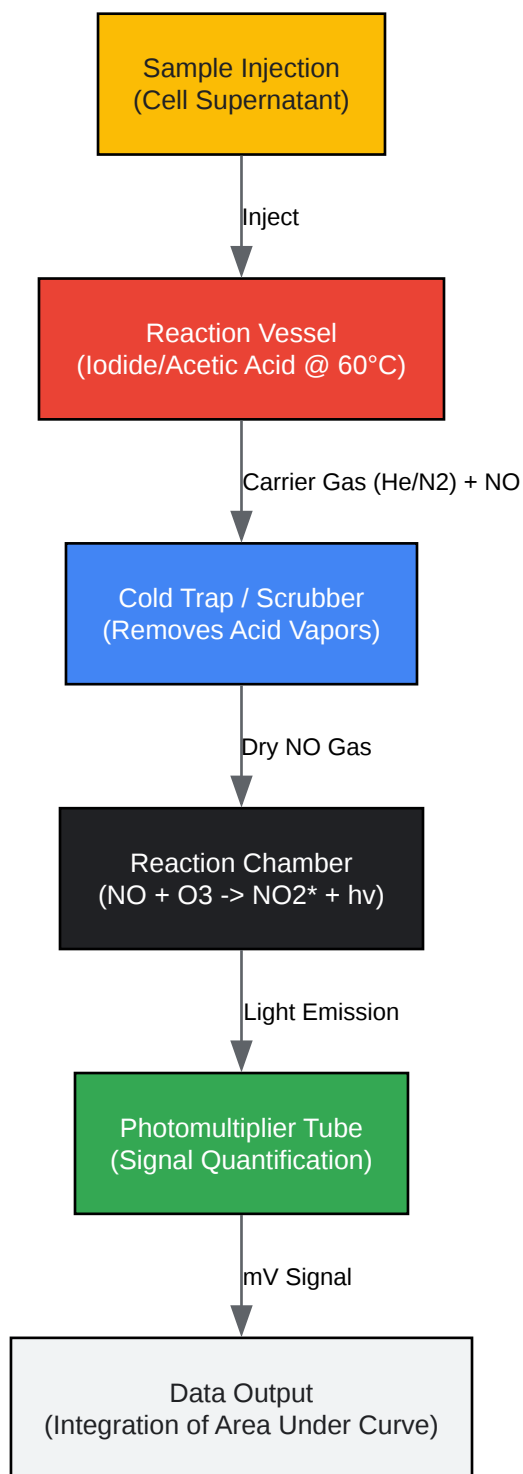 Sample Injection
(Cell Supernatant)
Inject
Reaction Vessel
(Iodide/Acetic Acid @ 60°C)
Carrier Gas (He/N2) + NO
Cold Trap / Scrubber
(Removes Acid Vapors)
Dry NO Gas
Reaction Chamber
(NO + O3 -> NO2* + hv)
Light Emission
Photomultiplier Tube
(Signal Quantification)
mV Signal
Data Output
(Integration of Area Under Curve)